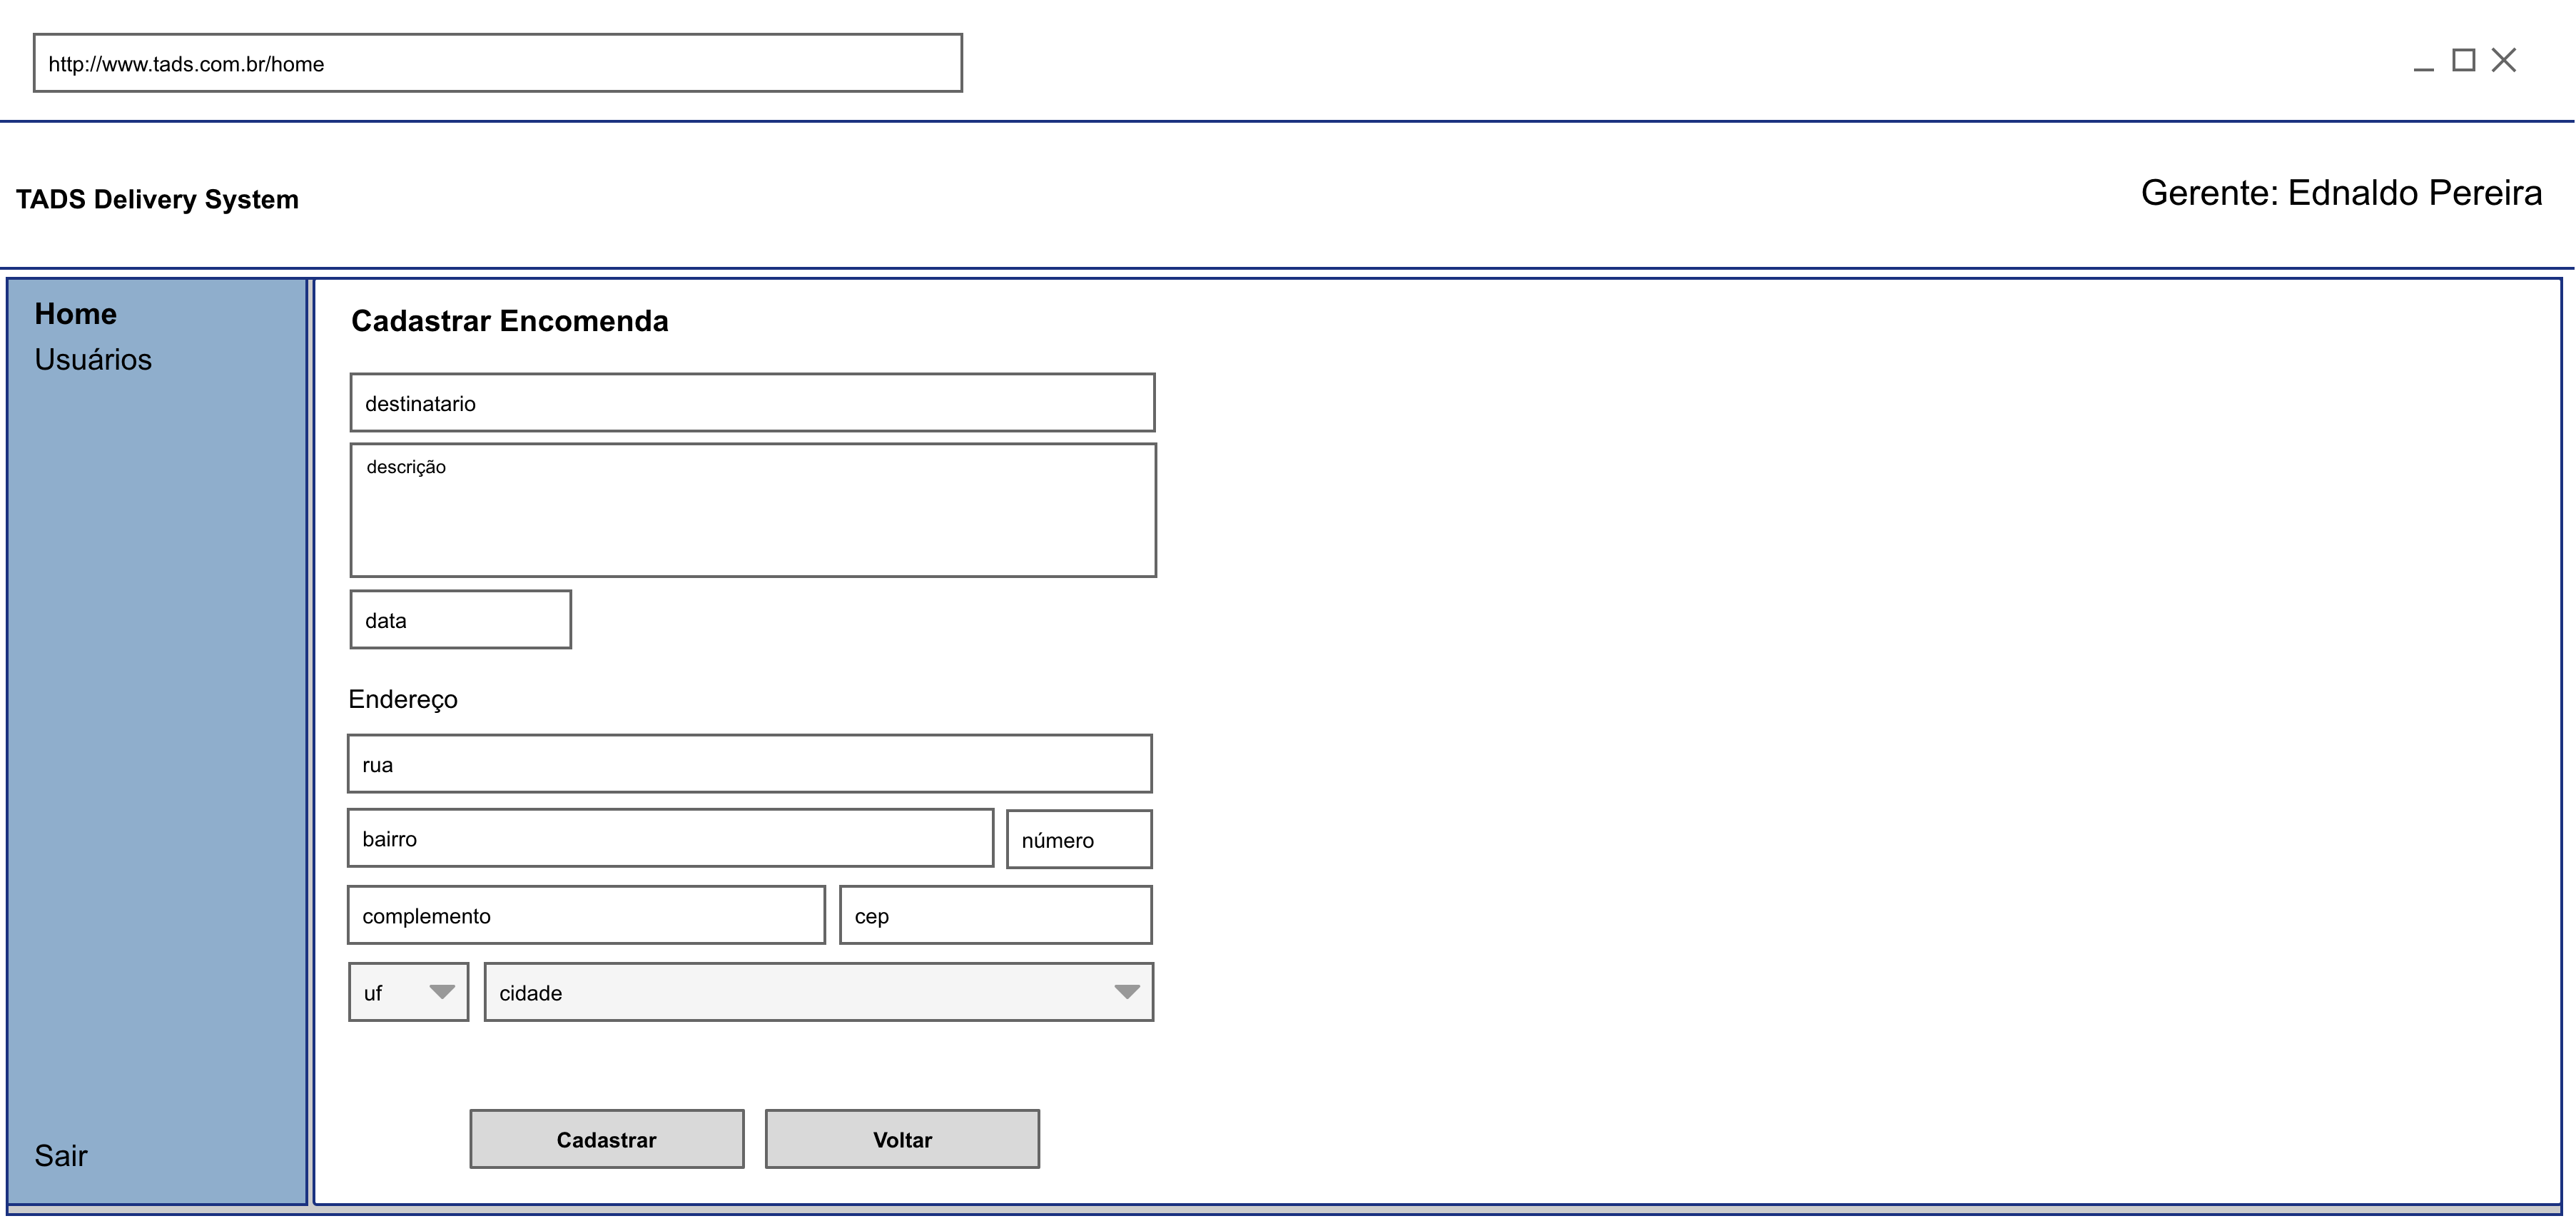 http://www.tads.com.br/home
TADS Delivery System
Gerente: Ednaldo Pereira
Home
Usuários
Sair
Cadastrar Encomenda
destinatario
descrição
data
Endereço
rua
bairro
número
complemento
cep
uf
cidade
Cadastrar
Voltar